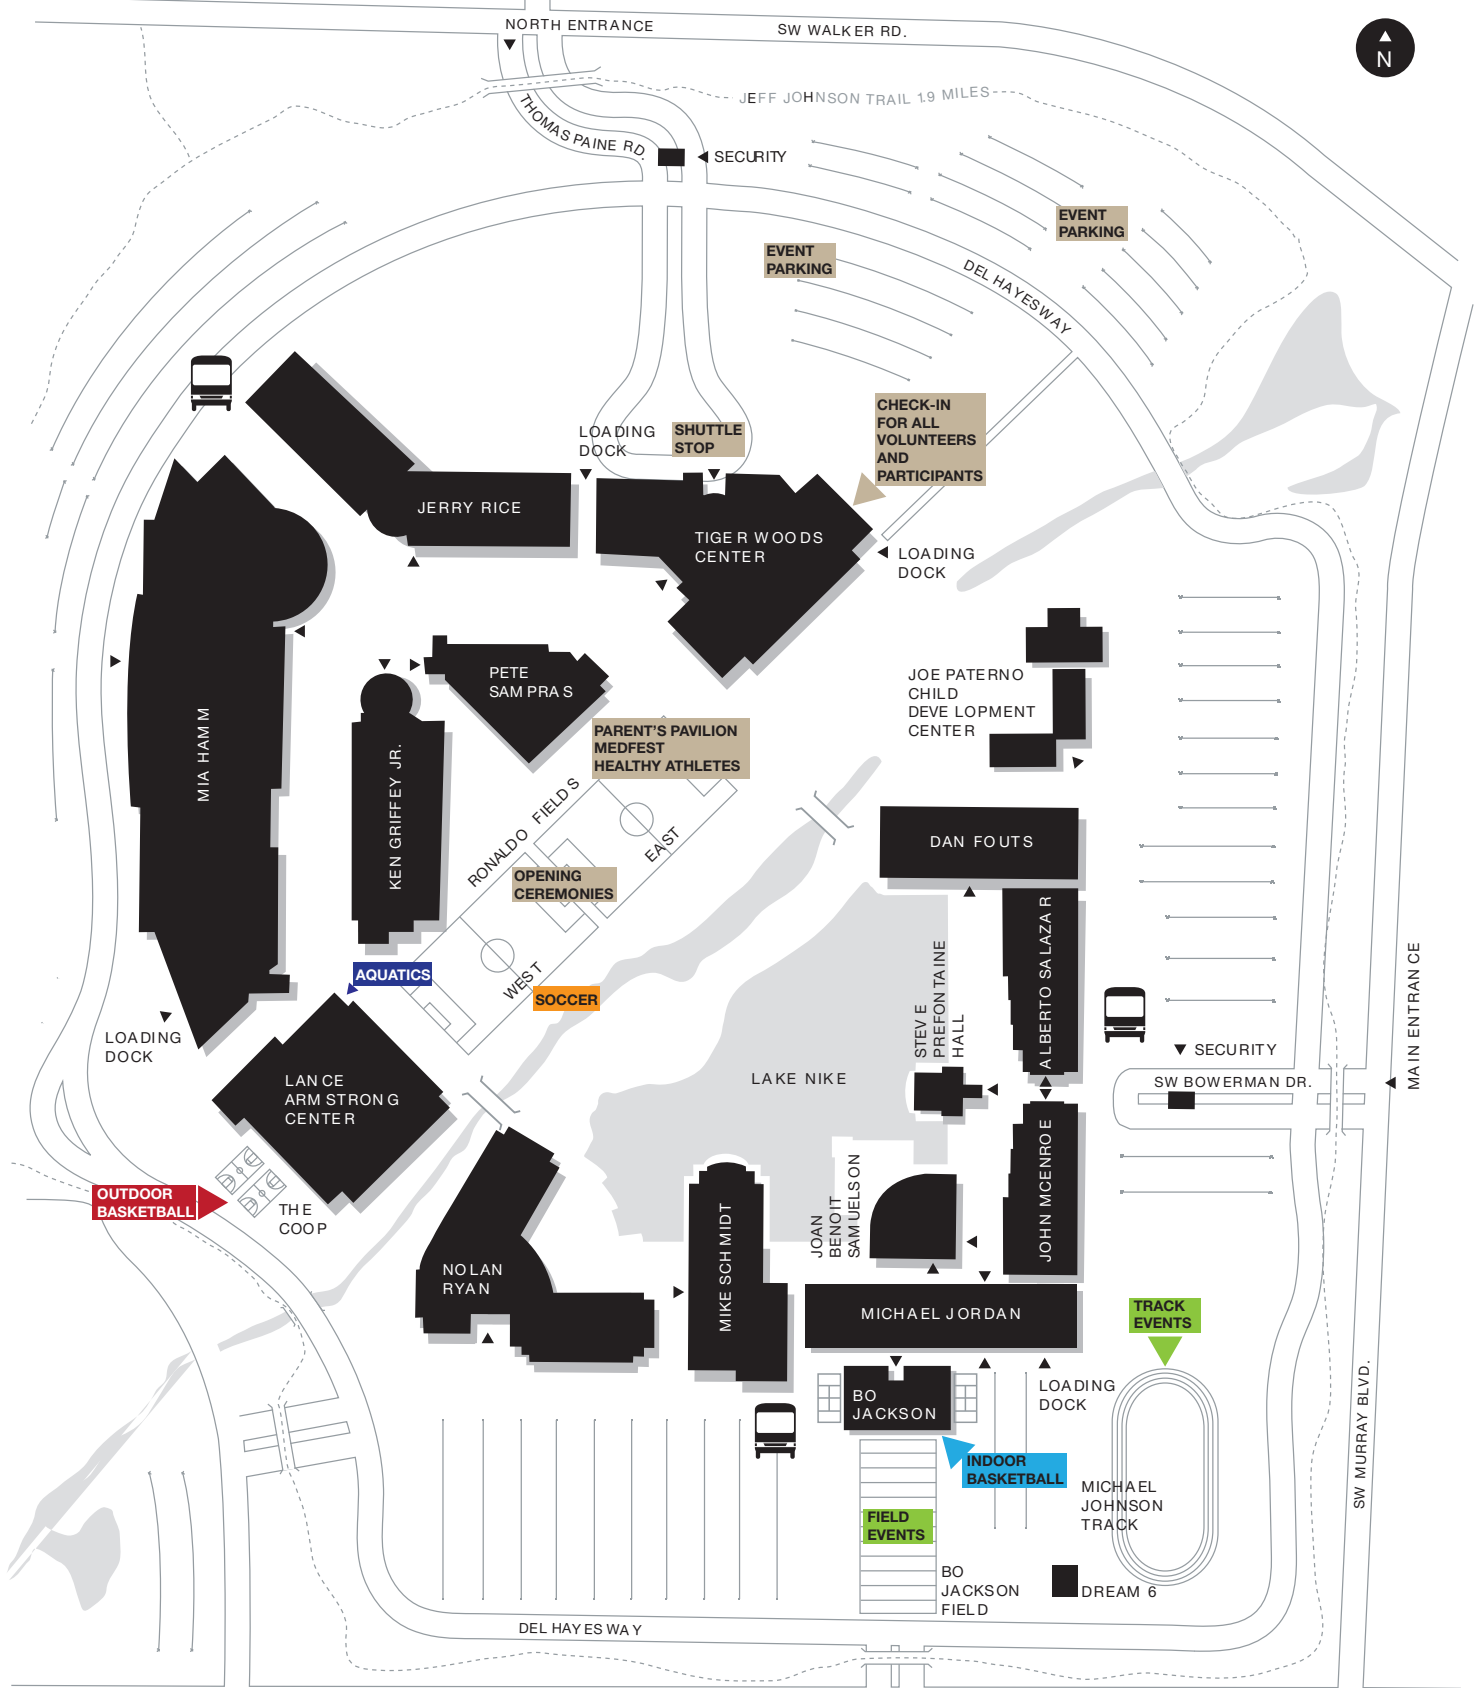 NORTH ENTRANCE
SW WALKER RD.
N
JEFF JOHNSON TRAIL 1.9 MILES
THOMAS PAINE RD.
SECURITY
EVENT
PARKING
EVENT
PARKING
DEL HAYES WAY
CHECK-IN
FOR ALL
VOLUNTEERS
AND
PARTICIPANTS
LOADING
DOCK
SHUTTLE
STOP
JERRY RICE
TIGER WOODS
CENTER
LOADING
DOCK
PETE
SAMPRAS
JOE PATERNO
CHILD
DEVELOPMENT
CENTER
MIA HAMM
KEN GRIFFEY JR.
PARENT'S PAVILION
MEDFEST
HEALTHY ATHLETES
RONALDO FIELDS
EAST
OPENING
CEREMONIES
WEST
DAN FOUTS
ALBERTO SALAZAR
STEVE
PREFONTAINE
HALL
AQUATICS
SOCCER
LOADING
DOCK
LANCE
ARMSTRONG
CENTER
LAKE NIKE
SECURITY
SW BOWERMAN DR.
MAIN ENTRANCE
OUTDOOR
BASKETBALL
THE
COOP
NOLAN
RYAN
MIKE SCHMIDT
JOAN
BENOIT
SAMUELSON
JOHN MCENROE
MICHAEL JORDAN
TRACK
EVENTS
BO
JACKSON
LOADING
DOCK
SW MURRAY BLVD.
INDOOR
BASKETBALL
MICHAEL
JOHNSON
TRACK
FIELD
EVENTS
BO
JACKSON
FIELD
DREAM 6
DEL HAYES WAY